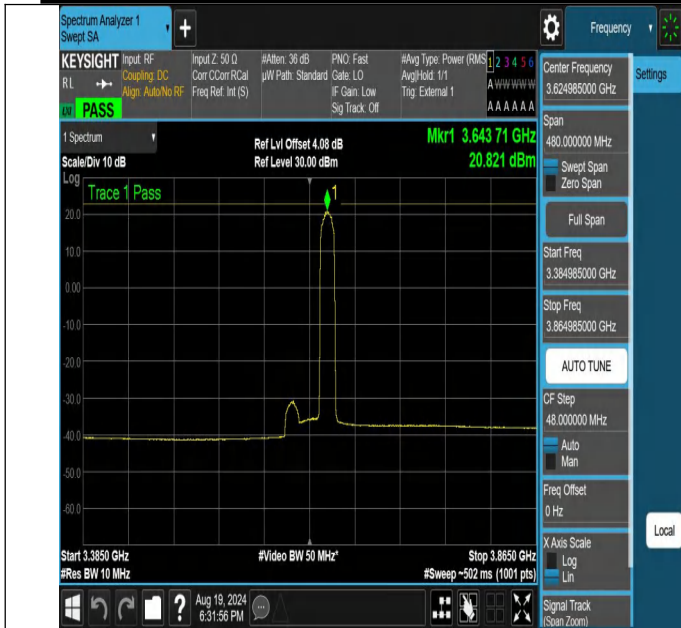 Spectrum Analyzer 1
Swept SA
+
Frequency
KEYSIGHT
RL
PASS
Input: RF
Coupling: DC
Align: Auto/No RF
Input Z: 50 Ω
Corr CCorr RCal
Freq Ref: Int (S)
#Atten: 36 dB
µW Path: Standard
PNO: Fast
Gate: LO
IF Gain: Low
Sig Track: Off
#Avg Type: Power (RMS
Avg|Hold: 1/1
Trig: External 1
1 2 3 4 5 6
A W W W W W
A A A A A A
Center Frequency
3.624985000 GHz
Settings
1 Spectrum
Scale/Div 10 dB
Ref Lvl Offset 4.08 dB
Ref Level 30.00 dBm
Mkr1 3.643 71 GHz
20.821 dBm
Span
480.000000 MHz
Swept Span
Zero Span
Full Span
Start Freq
3.384985000 GHz
Stop Freq
3.864985000 GHz
AUTO TUNE
CF Step
48.000000 MHz
Auto
Man
Freq Offset
0 Hz
X Axis Scale
Log
Lin
Signal Track
(Span Zoom)
Local
Log
Trace 1 Pass
1
20.0
10.0
0.00
-10.0
-20.0
-30.0
-40.0
-50.0
-60.0
Start 3.3850 GHz
#Res BW 10 MHz
#Video BW 50 MHz*
Stop 3.8650 GHz
#Sweep ~502 ms (1001 pts)
?
Aug 19, 2024
6:31:56 PM